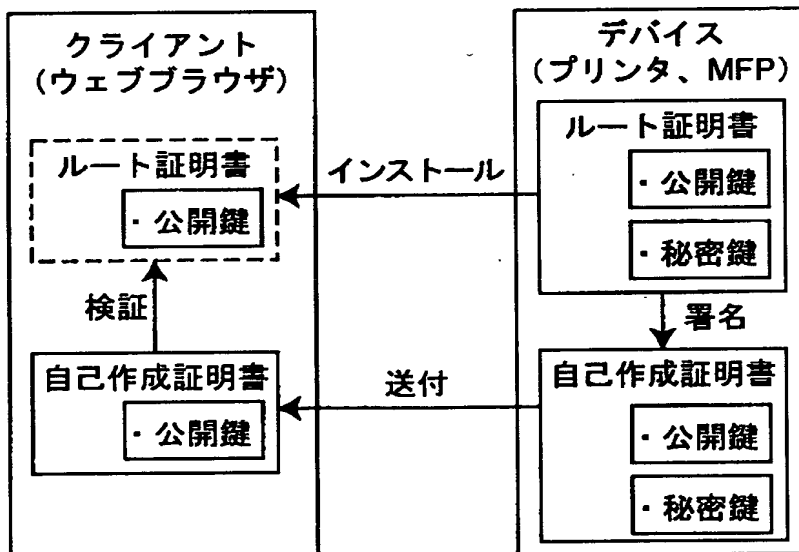 クライアント
(ウェブブラウザ)
ルート証明書
・公開鍵
検証
自己作成証明書
・公開鍵
インストール
送付
デバイス
(プリンタ、MFP)
ルート証明書
・公開鍵
・秘密鍵
署名
自己作成証明書
・公開鍵
・秘密鍵